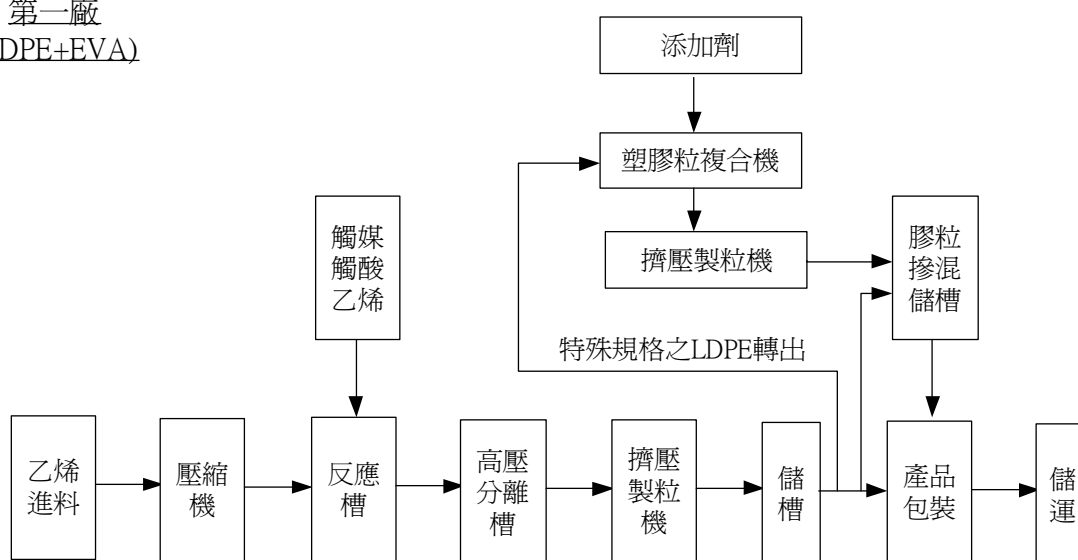 第一廠
DPE+EVA)
添加劑
塑膠粒複合機
擠壓製粒機
觸媒
觸酸
乙烯
膠粒
摻混
儲槽
特殊規格之LDPE轉出
乙烯
進料
壓縮
機
反應
槽
高壓
分離
槽
擠壓
製粒
機
儲
槽
產品
包裝
儲
運